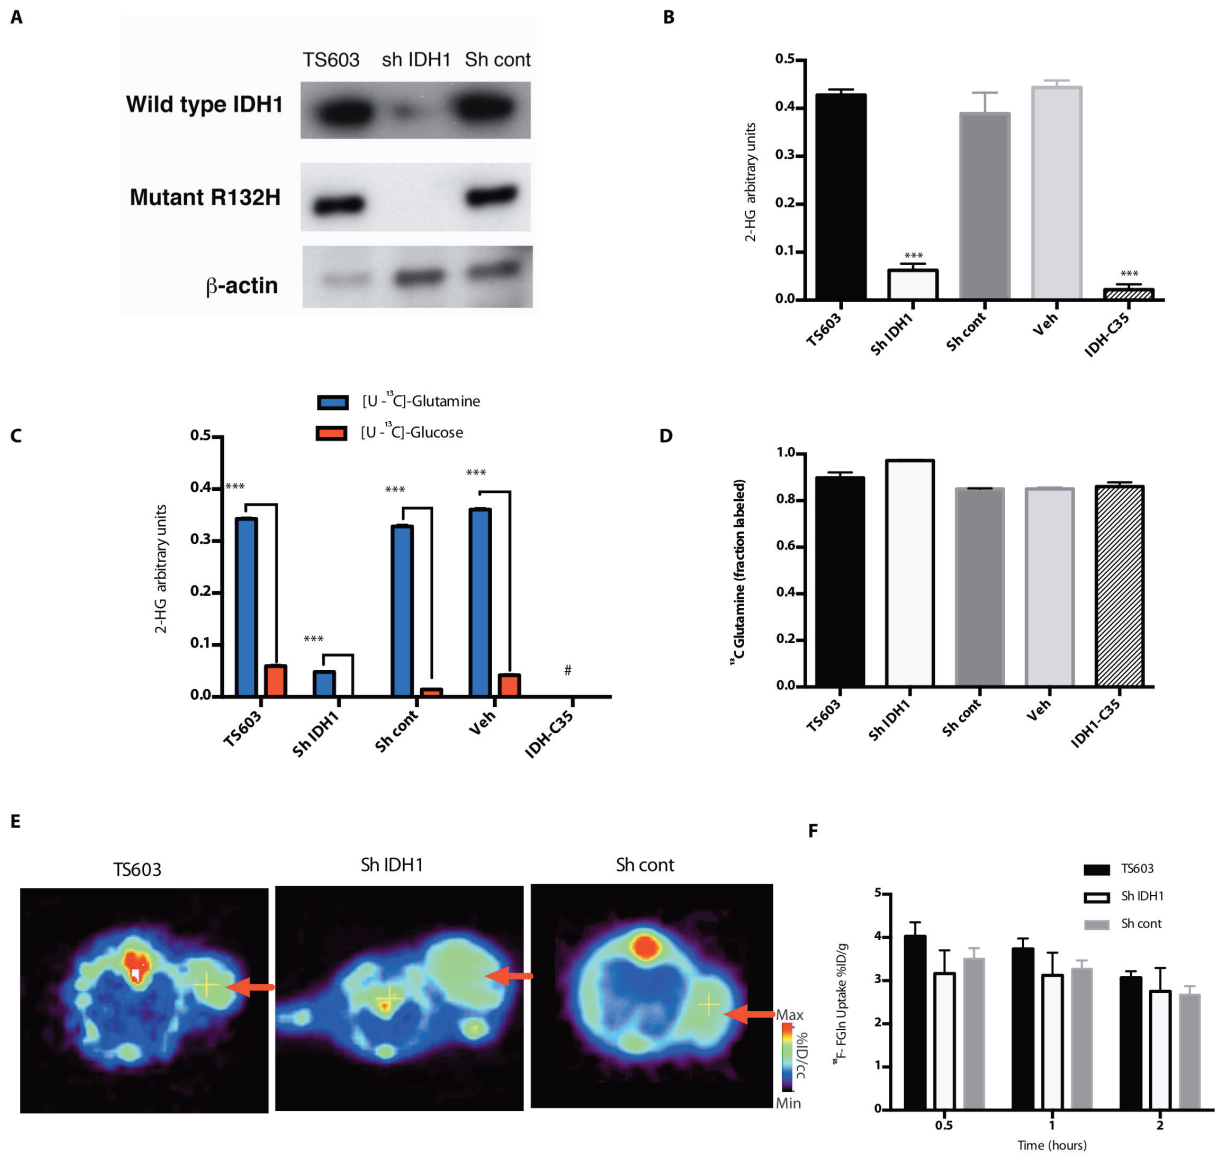 A
TS603 sh IDH1 Sh cont
Wild type IDH1
Mutant R132H
β-actin
B
2-HG arbitrary units
0.5
0.4
0.3
0.2
0.1
0.0
***
***
TS603
Sh IDH1
Sh cont
Veh
IDH-C35
C
[U -¹³C]-Glutamine
[U -¹³C]-Glucose
2-HG arbitrary units
0.5
0.4
0.3
0.2
0.1
0.0
***
***
***
***
#
TS603
Sh IDH1
Sh cont
Veh
IDH-C35
D
¹³C Glutamine (fraction labeled)
1.0
0.8
0.6
0.4
0.2
0.0
TS603
Sh IDH1
Sh cont
Veh
IDH1-C35
E
TS603
Sh IDH1
Sh cont
Max
%ID/cc
Min
F
TS603
Sh IDH1
Sh cont
¹⁸F- FGln Uptake %ID/g
5
4
3
2
1
0
0.5
1
2
Time (hours)